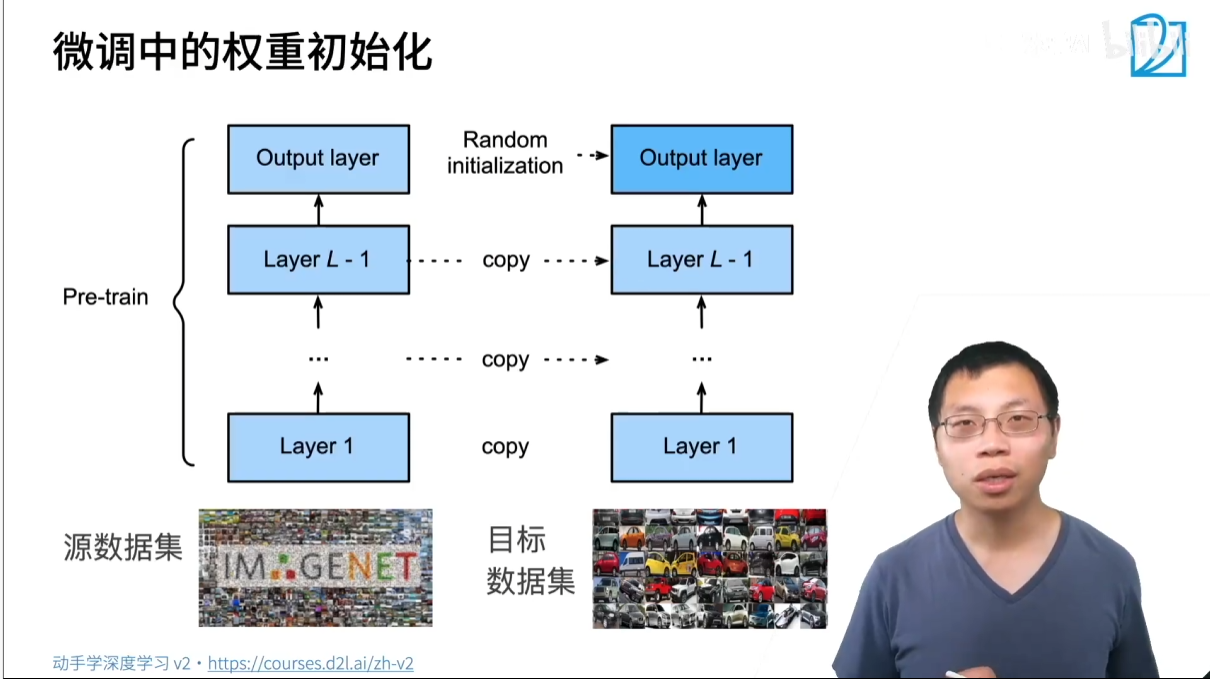 微调中的权重初始化
Output layer
Random
initialization
Output layer
Layer L - 1
copy
Layer L - 1
Pre-train
...
copy
...
Layer 1
copy
Layer 1
源数据集
IMAGENET
目标
数据集
动手学深度学习 v2 · https://courses.d2l.ai/zh-v2